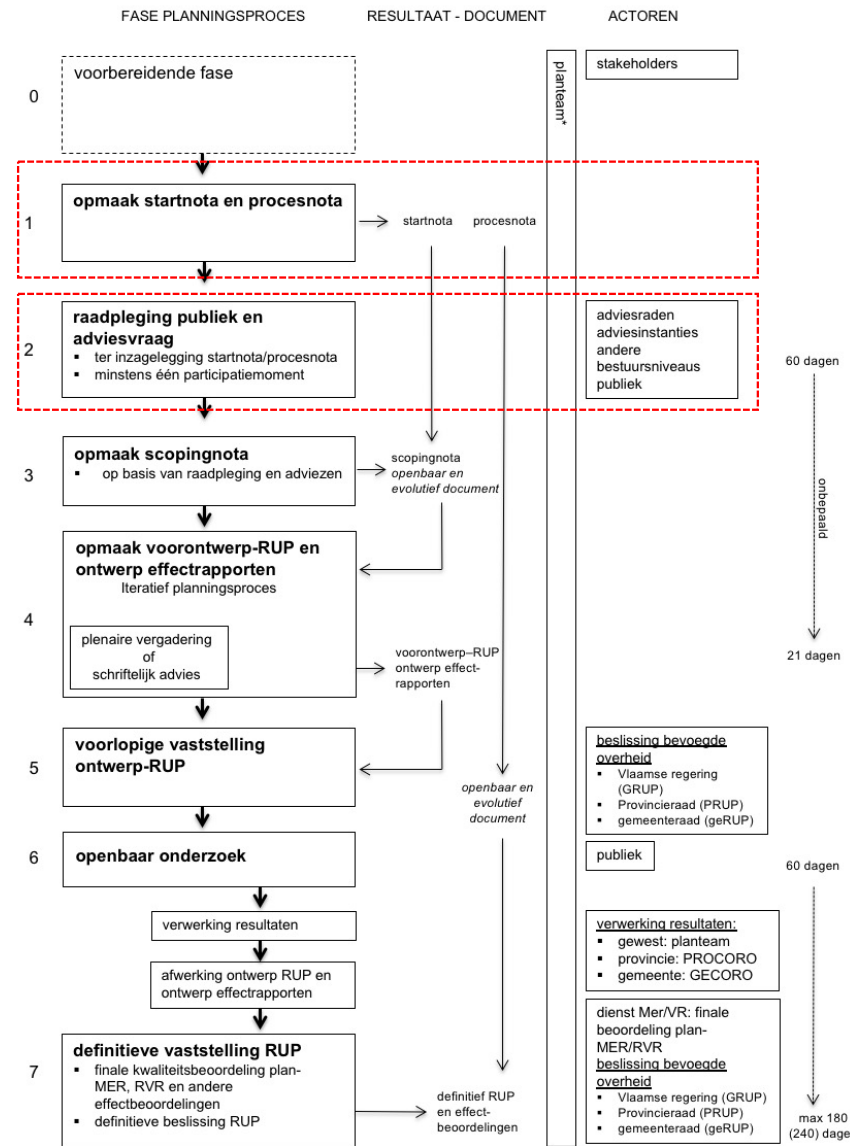 FASE PLANNINGSPROCES
RESULTAAT - DOCUMENT
ACTOREN
planteam*
0
voorbereidende fase
stakeholders
1
opmaak startnota en procesnota
startnota
procesnota
2
raadpleging publiek en
adviesvraag
▪ ter inzagelegging startnota/procesnota
▪ minstens één participatiemoment
adviesraden
adviesinstanties
andere
bestuursniveaus
publiek
60 dagen
3
opmaak scopingnota
▪ op basis van raadpleging en adviezen
scopingnota
openbaar en
evolutief document
onbepaald
4
opmaak voorontwerp-RUP en
ontwerp effectrapporten
Iteratief planningsproces
plenaire vergadering
of
schriftelijk advies
voorontwerp–RUP
ontwerp effect-
rapporten
21 dagen
5
voorlopige vaststelling
ontwerp-RUP
openbaar en
evolutief
document
beslissing bevoegde
overheid
▪ Vlaamse regering
(GRUP)
▪ Provincieraad (PRUP)
▪ gemeenteraad (geRUP)
6
openbaar onderzoek
publiek
60 dagen
verwerking resultaten
verwerking resultaten:
▪ gewest: planteam
▪ provincie: PROCORO
▪ gemeente: GECORO
afwerking ontwerp RUP en
ontwerp effectrapporten
7
definitieve vaststelling RUP
▪ finale kwaliteitsbeoordeling plan-
MER, RVR en andere
effectbeoordelingen
▪ definitieve beslissing RUP
definitief RUP
en effect-
beoordelingen
dienst Mer/VR: finale
beoordeling plan-
MER/RVR
beslissing bevoegde
overheid
▪ Vlaamse regering (GRUP)
▪ Provincieraad (PRUP)
▪ gemeenteraad (geRUP)
max 180
(240) dage